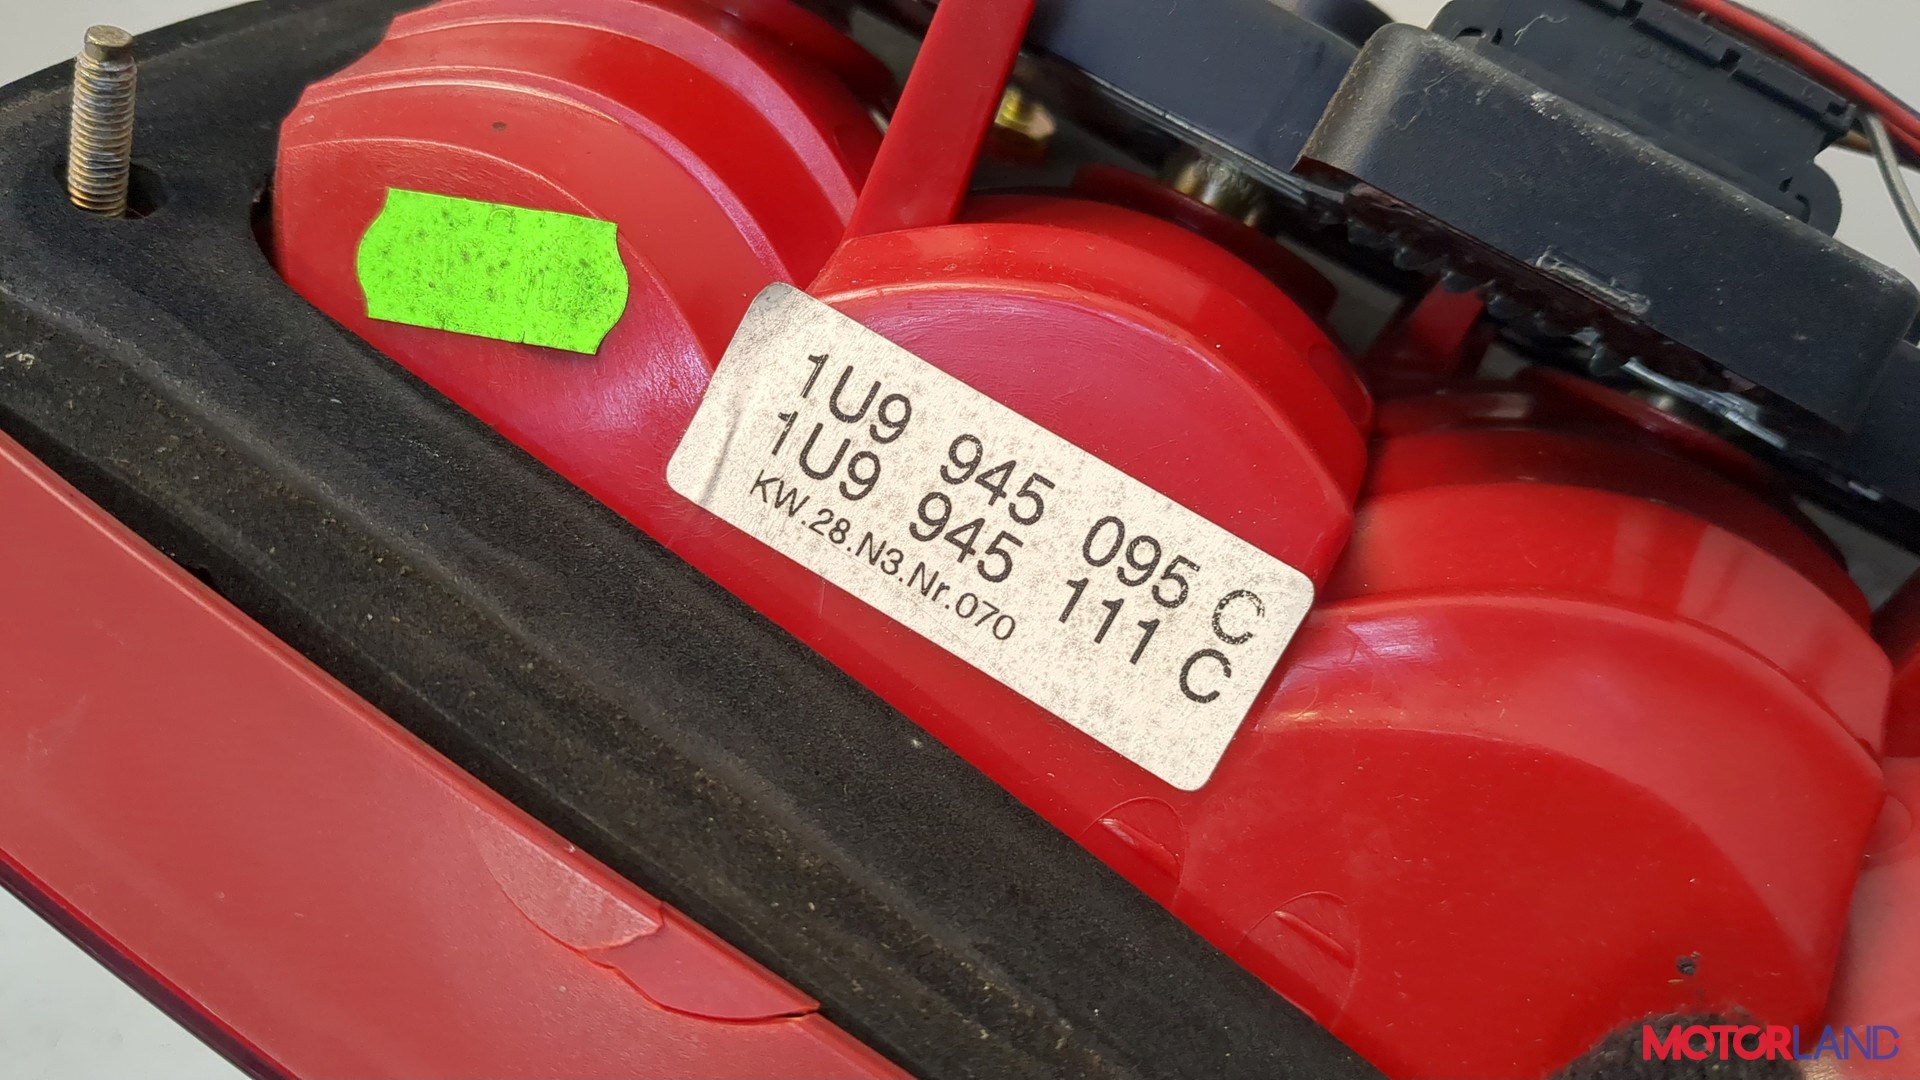 1U9 945 095 C
1U9 945 111 C
KW.28.N3.Nr.070
MOTORLAND